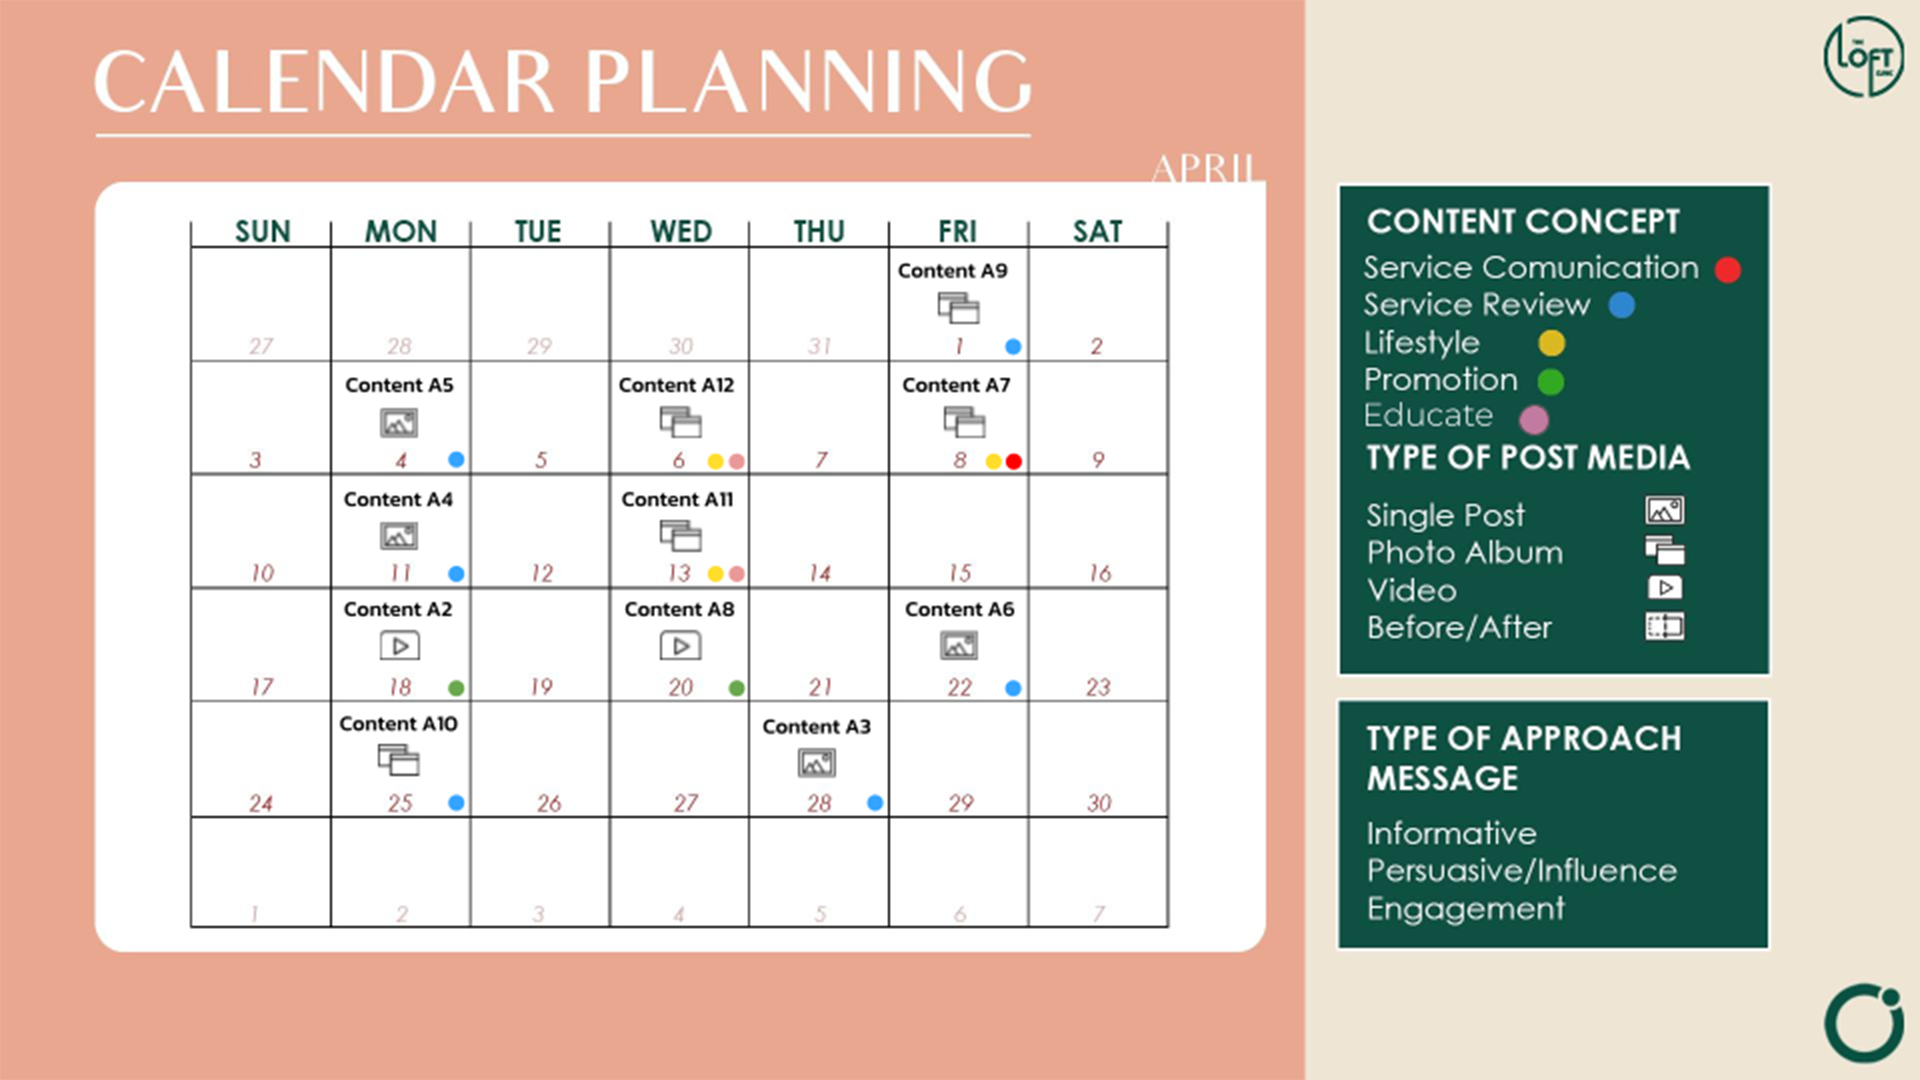 CALENDAR PLANNING
THE
LOFT
CLINIC
APRIL
SUN MON TUE WED THU FRI SAT
Content A9
27 28 29 30 31 1 2
Content A5 Content A12 Content A7
3 4 5 6 7 8 9
Content A4 Content A11
10 11 12 13 14 15 16
Content A2 Content A8 Content A6
17 18 19 20 21 22 23
Content A10 Content A3
24 25 26 27 28 29 30
1 2 3 4 5 6 7
CONTENT CONCEPT
Service Comunication
Service Review
Lifestyle
Promotion
Educate
TYPE OF POST MEDIA
Single Post
Photo Album
Video
Before/After
TYPE OF APPROACH
MESSAGE
Informative
Persuasive/Influence
Engagement